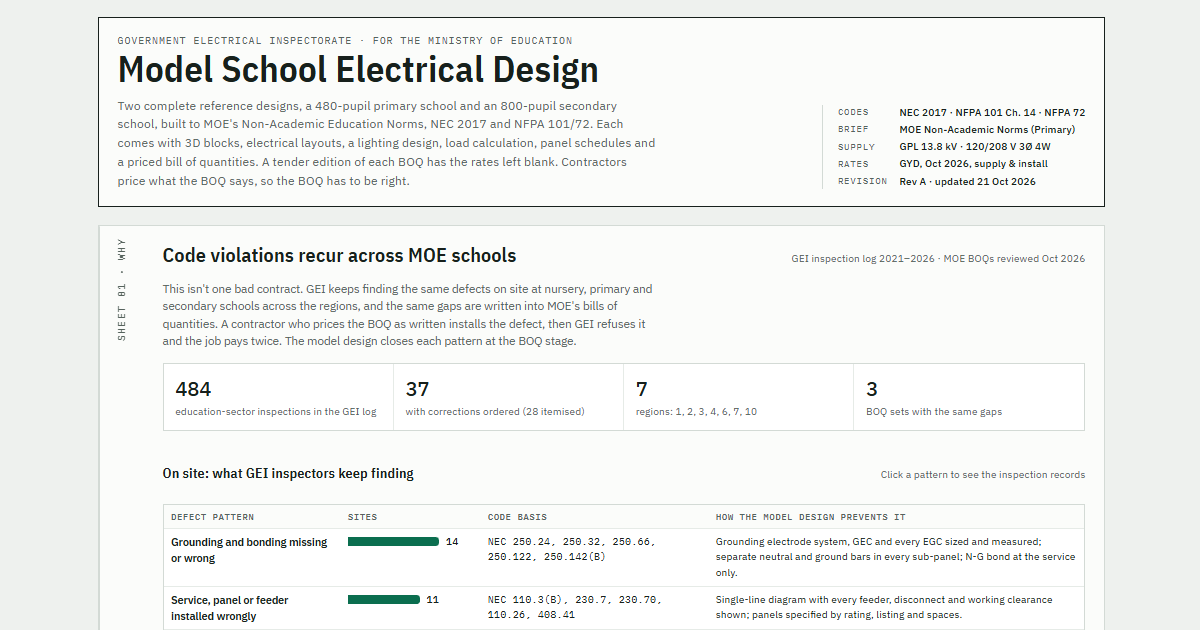 GOVERNMENT ELECTRICAL INSPECTORATE · FOR THE MINISTRY OF EDUCATION
Model School Electrical Design
Two complete reference designs, a 480-pupil primary school and an 800-pupil secondary
school, built to MOE's Non-Academic Education Norms, NEC 2017 and NFPA 101/72. Each
comes with 3D blocks, electrical layouts, a lighting design, load calculation, panel schedules and
a priced bill of quantities. A tender edition of each BOQ has the rates left blank. Contractors
price what the BOQ says, so the BOQ has to be right.
CODES NEC 2017 · NFPA 101 Ch. 14 · NFPA 72
BRIEF MOE Non-Academic Norms (Primary)
SUPPLY GPL 13.8 kV · 120/208 V 3Ø 4W
RATES GYD, Oct 2026, supply & install
REVISION Rev A · updated 21 Oct 2026
SHEET 01 · WHY
Code violations recur across MOE schools
GEI inspection log 2021–2026 · MOE BOQs reviewed Oct 2026
This isn't one bad contract. GEI keeps finding the same defects on site at nursery, primary and
secondary schools across the regions, and the same gaps are written into MOE's bills of
quantities. A contractor who prices the BOQ as written installs the defect, then GEI refuses it
and the job pays twice. The model design closes each pattern at the BOQ stage.
484
education-sector inspections in the GEI log
37
with corrections ordered (28 itemised)
7
regions: 1, 2, 3, 4, 6, 7, 10
3
BOQ sets with the same gaps
On site: what GEI inspectors keep finding
Click a pattern to see the inspection records
DEFECT PATTERN SITES CODE BASIS HOW THE MODEL DESIGN PREVENTS IT
Grounding and bonding missing
or wrong
14
NEC 250.24, 250.32, 250.66,
250.122, 250.142(B)
Grounding electrode system, GEC and every EGC sized and measured;
separate neutral and ground bars in every sub-panel; N-G bond at the service
only.
Service, panel or feeder
installed wrongly
11
NEC 110.3(B), 230.7, 230.70,
110.26, 408.41
Single-line diagram with every feeder, disconnect and working clearance
shown; panels specified by rating, listing and spaces.